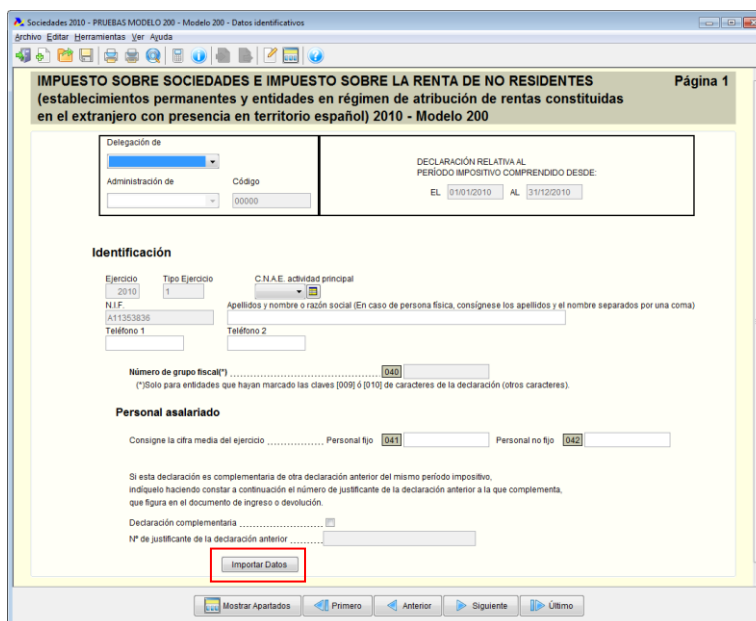 Sociedades 2010 - PRUEBAS MODELO 200 - Modelo 200 - Datos identificativos
Archivo Editar Herramientas Ver Ayuda
IMPUESTO SOBRE SOCIEDADES E IMPUESTO SOBRE LA RENTA DE NO RESIDENTES Página 1
(establecimientos permanentes y entidades en régimen de atribución de rentas constituidas
en el extranjero con presencia en territorio español) 2010 - Modelo 200
Delegación de
DECLARACIÓN RELATIVA AL
PERÍODO IMPOSITIVO COMPRENDIDO DESDE:
Administración de Código
00000
EL 01/01/2010 AL 31/12/2010
Identificación
Ejercicio Tipo Ejercicio C.N.A.E. actividad principal
2010 1
N.I.F. Apellidos y nombre o razón social (En caso de persona física, consígnese los apellidos y el nombre separados por una coma)
A11353836
Teléfono 1 Teléfono 2
Número de grupo fiscal(*) 040
(*)Solo para entidades que hayan marcado las claves [009] ó [010] de caracteres de la declaración (otros caracteres).
Personal asalariado
Consigne la cifra media del ejercicio Personal fijo 041 Personal no fijo 042
Si esta declaración es complementaria de otra declaración anterior del mismo período impositivo,
indíquelo haciendo constar a continuación el número de justificante de la declaración anterior a la que complementa,
que figura en el documento de ingreso o devolución.
Declaración complementaria
Nº de justificante de la declaración anterior
Importar Datos
Mostrar Apartados Primero Anterior Siguiente Último